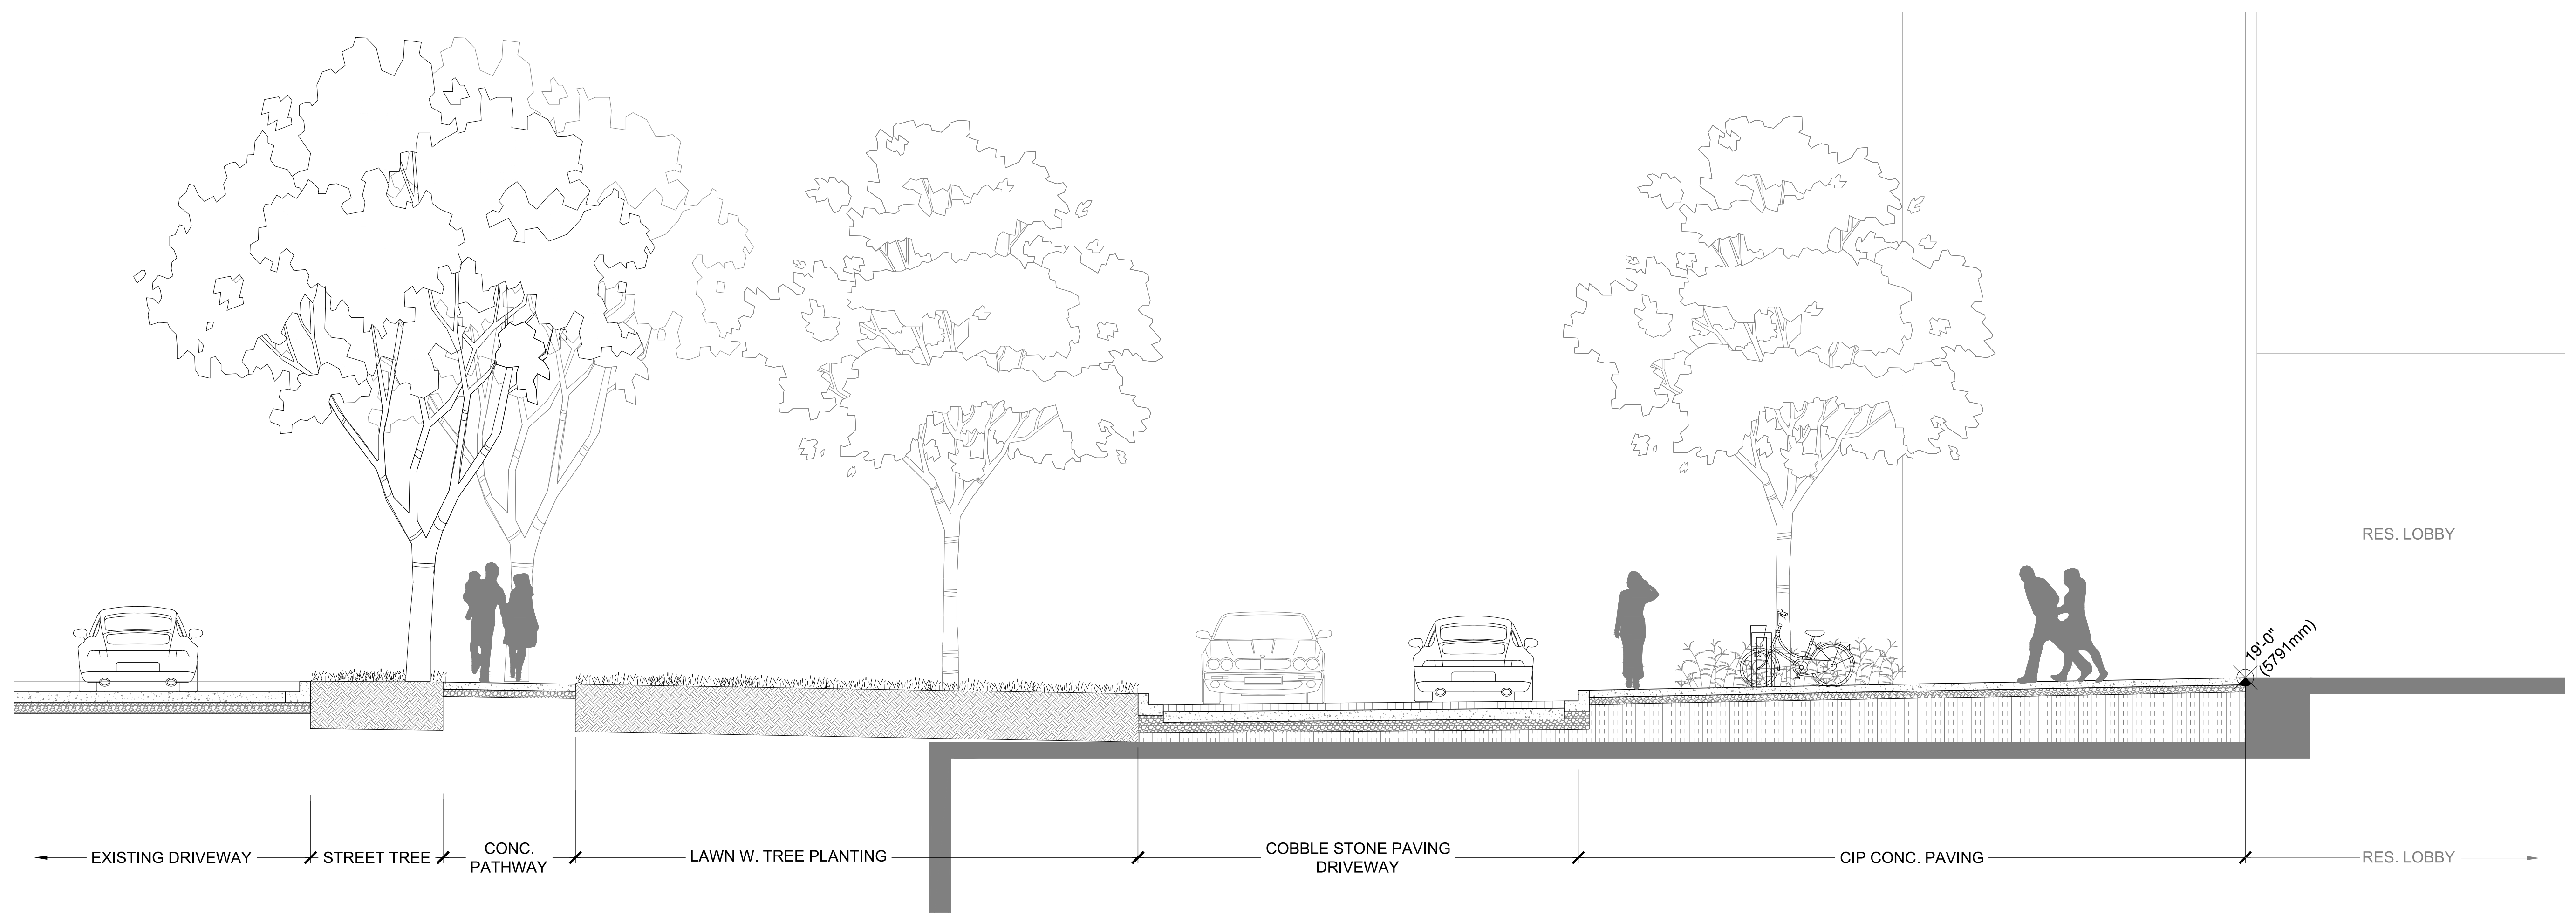 RES. LOBBY
19'-0"
(5791mm)
EXISTING DRIVEWAY
STREET TREE
CONC.
PATHWAY
LAWN W. TREE PLANTING
COBBLE STONE PAVING
DRIVEWAY
CIP CONC. PAVING
RES. LOBBY